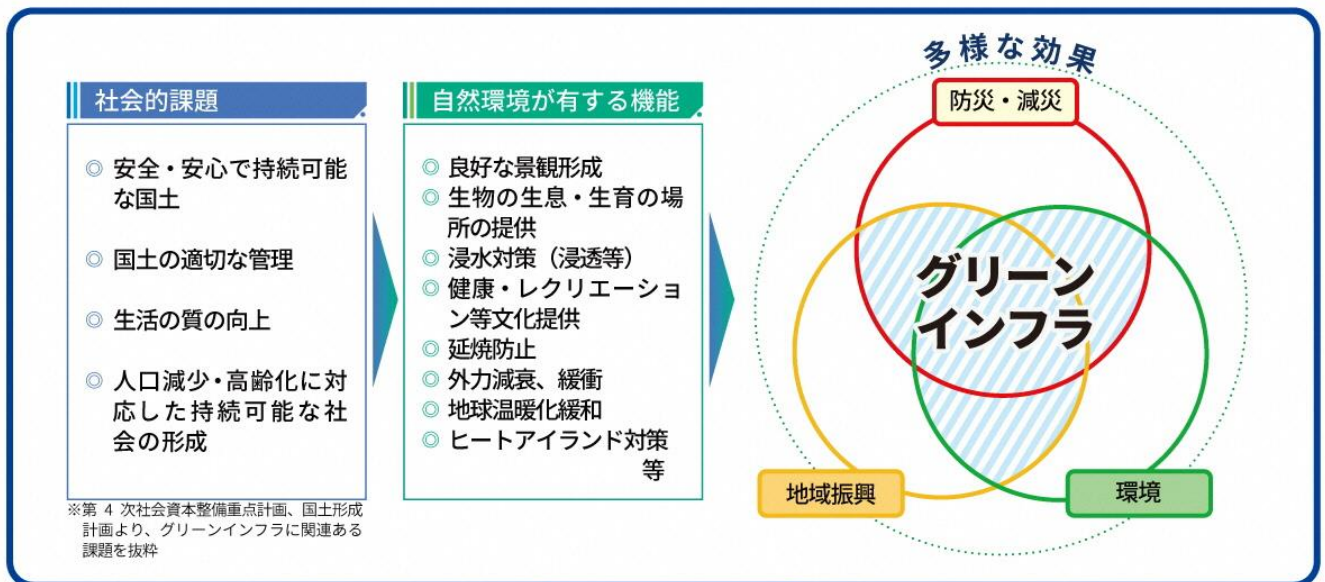 社会的課題
◎ 安全・安心で持続可能
な国土
◎ 国土の適切な管理
◎ 生活の質の向上
◎ 人口減少・高齢化に対
応した持続可能な社
会の形成
※第 4 次社会資本整備重点計画、国土形成
計画より、グリーンインフラに関連ある
課題を抜粋
自然環境が有する機能
◎ 良好な景観形成
◎ 生物の生息・生育の場
所の提供
◎ 浸水対策（浸透等）
◎ 健康・レクリエーショ
ン等文化提供
◎ 延焼防止
◎ 外力減衰、緩衝
◎ 地球温暖化緩和
◎ ヒートアイランド対策
等
多様な効果
防災・減災
グリーン
インフラ
地域振興
環境